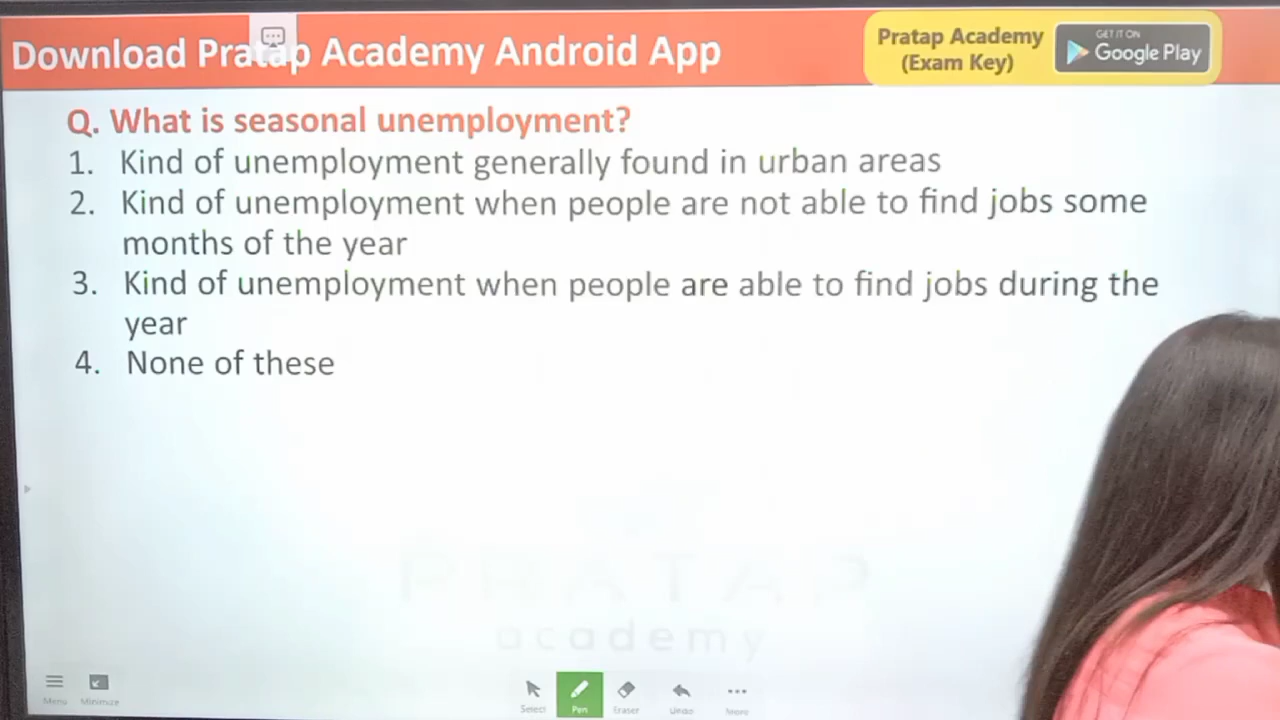 Download Pratap Academy Android App
Pratap Academy
(Exam Key)
GET IT ON
Google Play
Q. What is seasonal unemployment?
1. Kind of unemployment generally found in urban areas
2. Kind of unemployment when people are not able to find jobs some
months of the year
3. Kind of unemployment when people are able to find jobs during the
year
4. None of these
PRATAP
academy
Menu
Minimize
Select
Pen
Eraser
Undo
More